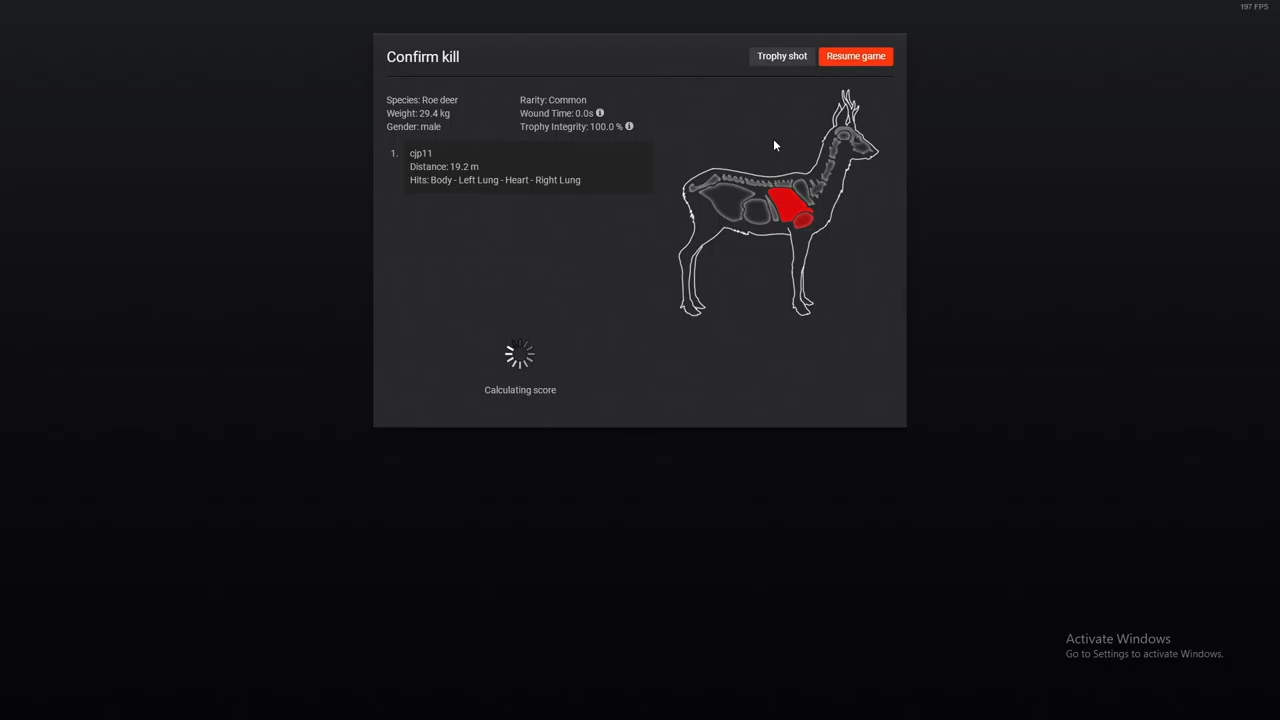 197 FPS
Confirm kill
Trophy shot
Resume game
Species: Roe deer
Weight: 29.4 kg
Gender: male
Rarity: Common
Wound Time: 0.0s
Trophy Integrity: 100.0 %
1. cjp11
Distance: 19.2 m
Hits: Body - Left Lung - Heart - Right Lung
Calculating score
Activate Windows
Go to Settings to activate Windows.